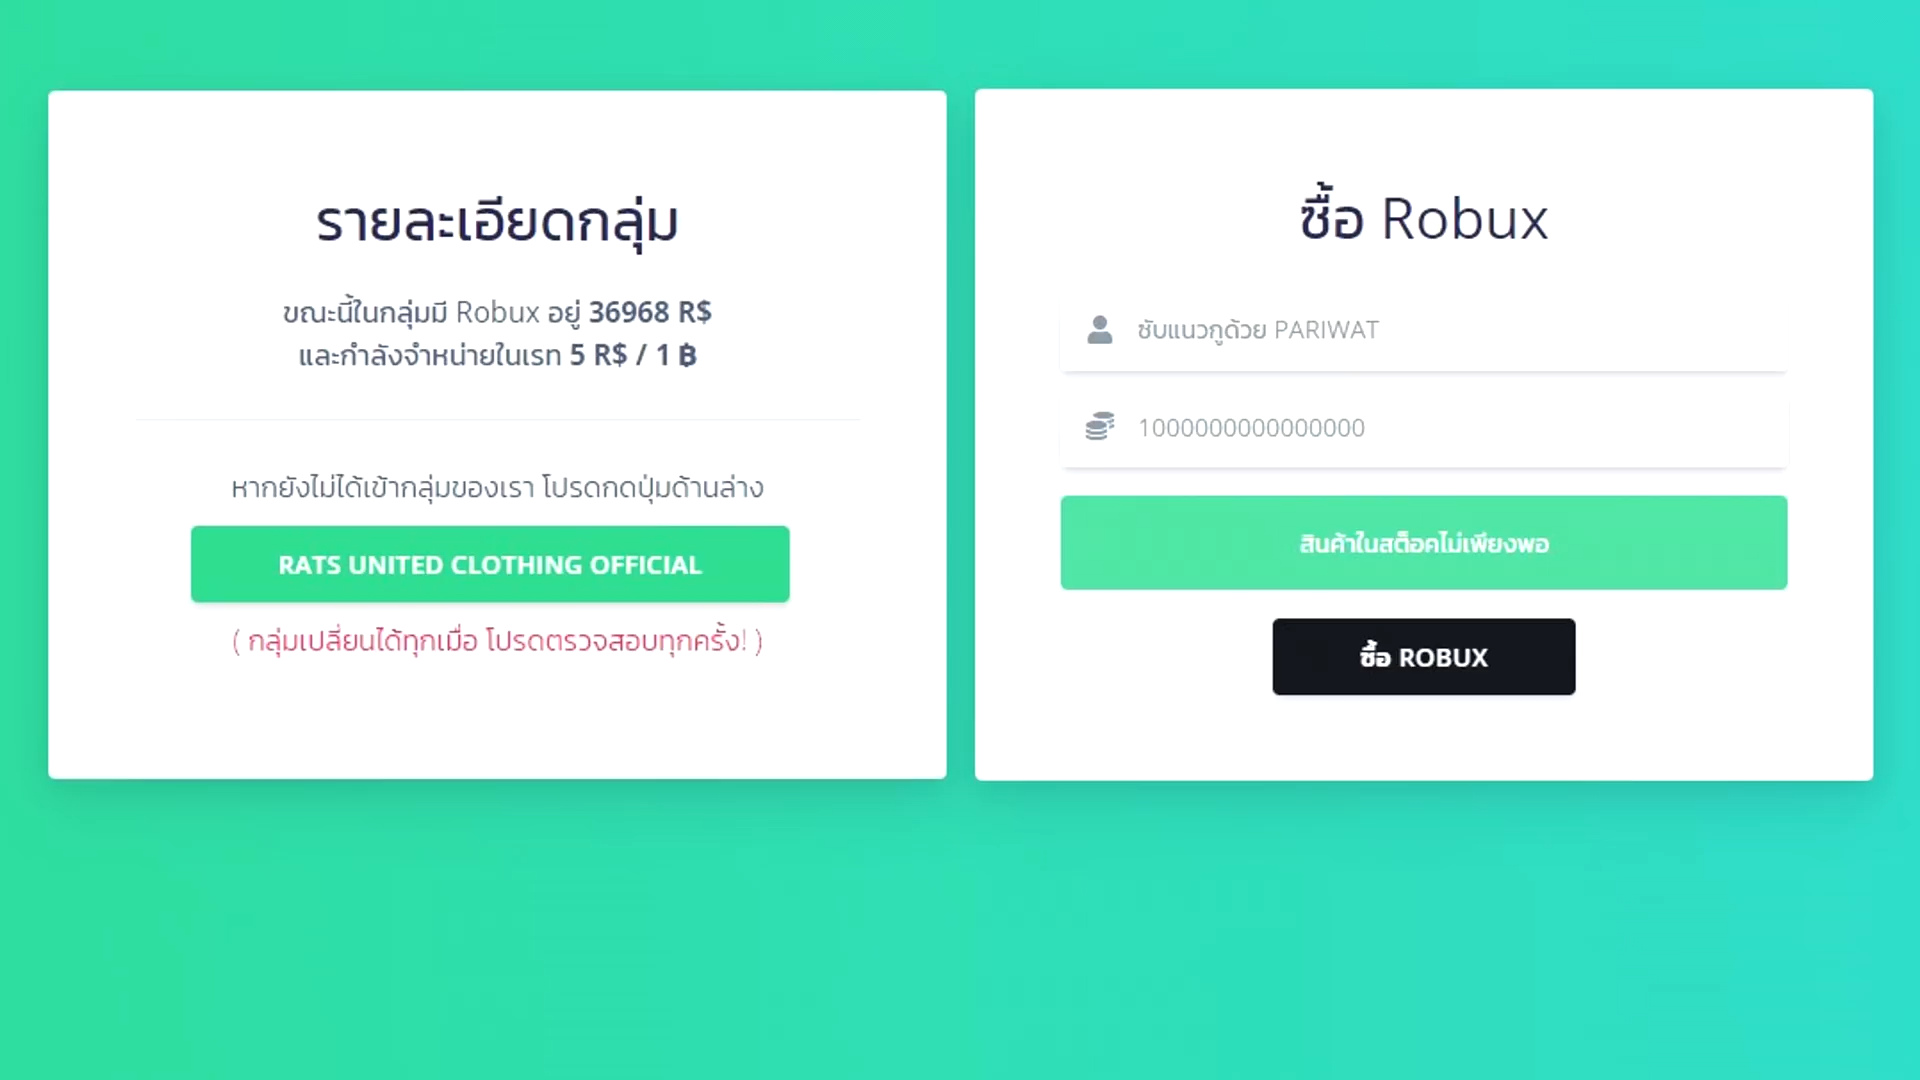 รายละเอียดกลุ่ม
ขณะนี้ในกลุ่มมี Robux อยู่ 36968 R$
และกำลังจำหน่ายในเรท 5 R$ / 1 ฿
หากยังไม่ได้เข้ากลุ่มของเรา โปรดกดปุ่มด้านล่าง
RATS UNITED CLOTHING OFFICIAL
( กลุ่มเปลี่ยนได้ทุกเมื่อ โปรดตรวจสอบทุกครั้ง! )
ซื้อ Robux
ซับแนวกูด้วย PARIWAT
1000000000000000
สินค้าในสต็อคไม่เพียงพอ
ซื้อ ROBUX